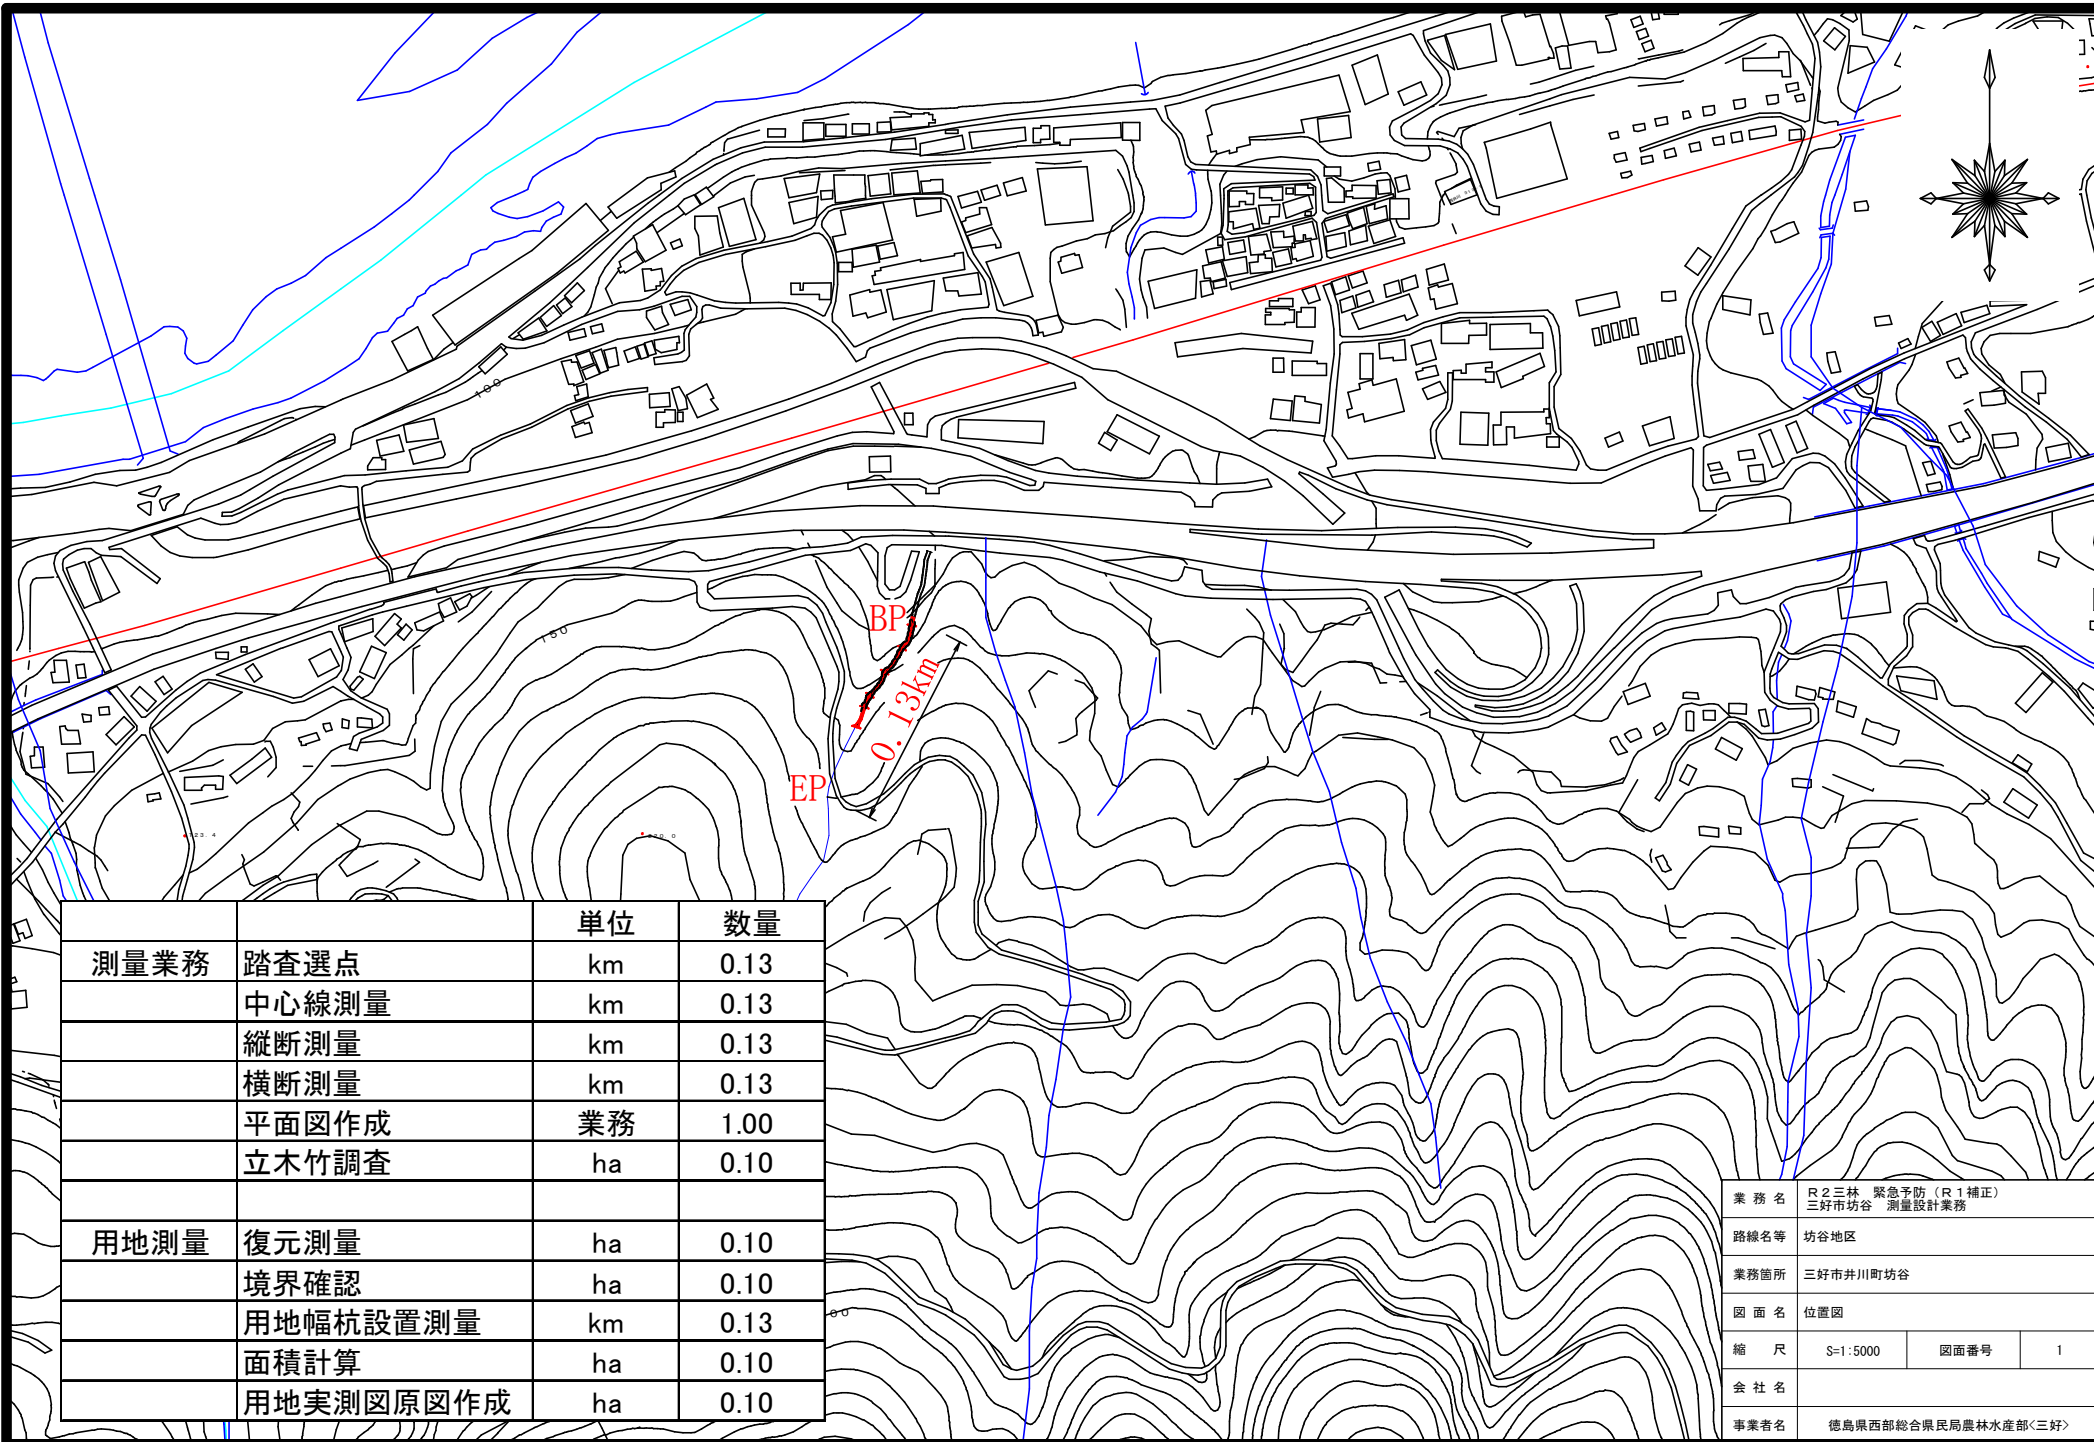 100
150
BP
0.13km
EP
単位 数量
測量業務 踏査選点 km 0.13
中心線測量 km 0.13
縦断測量 km 0.13
横断測量 km 0.13
平面図作成 業務 1.00
立木竹調査 ha 0.10
用地測量 復元測量 ha 0.10
境界確認 ha 0.10
用地幅杭設置測量 km 0.13
面積計算 ha 0.10
用地実測図原図作成 ha 0.10
業務名 R2三林 緊急予防(R1補正)
三好市坊谷 測量設計業務
路線名等 坊谷地区
業務箇所 三好市井川町坊谷
図面名 位置図
縮尺 S=1:5000 図面番号 1
会社名
事業者名 徳島県西部総合県民局農林水産部<三好>